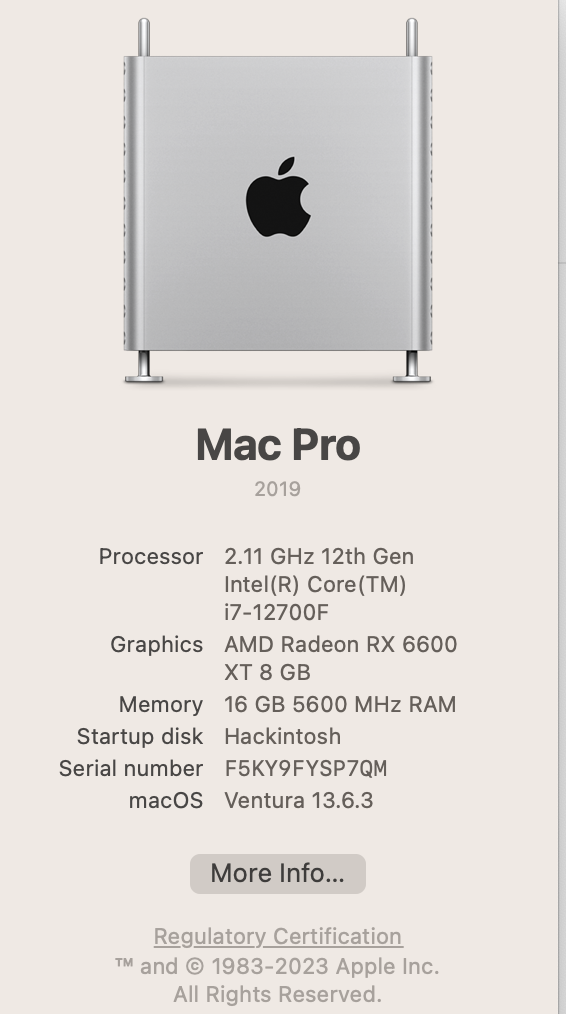 Mac Pro
2019
Processor 2.11 GHz 12th Gen
Intel(R) Core(TM)
i7-12700F
Graphics AMD Radeon RX 6600
XT 8 GB
Memory 16 GB 5600 MHz RAM
Startup disk Hackintosh
Serial number F5KY9FYSP7QM
macOS Ventura 13.6.3
More Info...
Regulatory Certification
™ and © 1983-2023 Apple Inc.
All Rights Reserved.